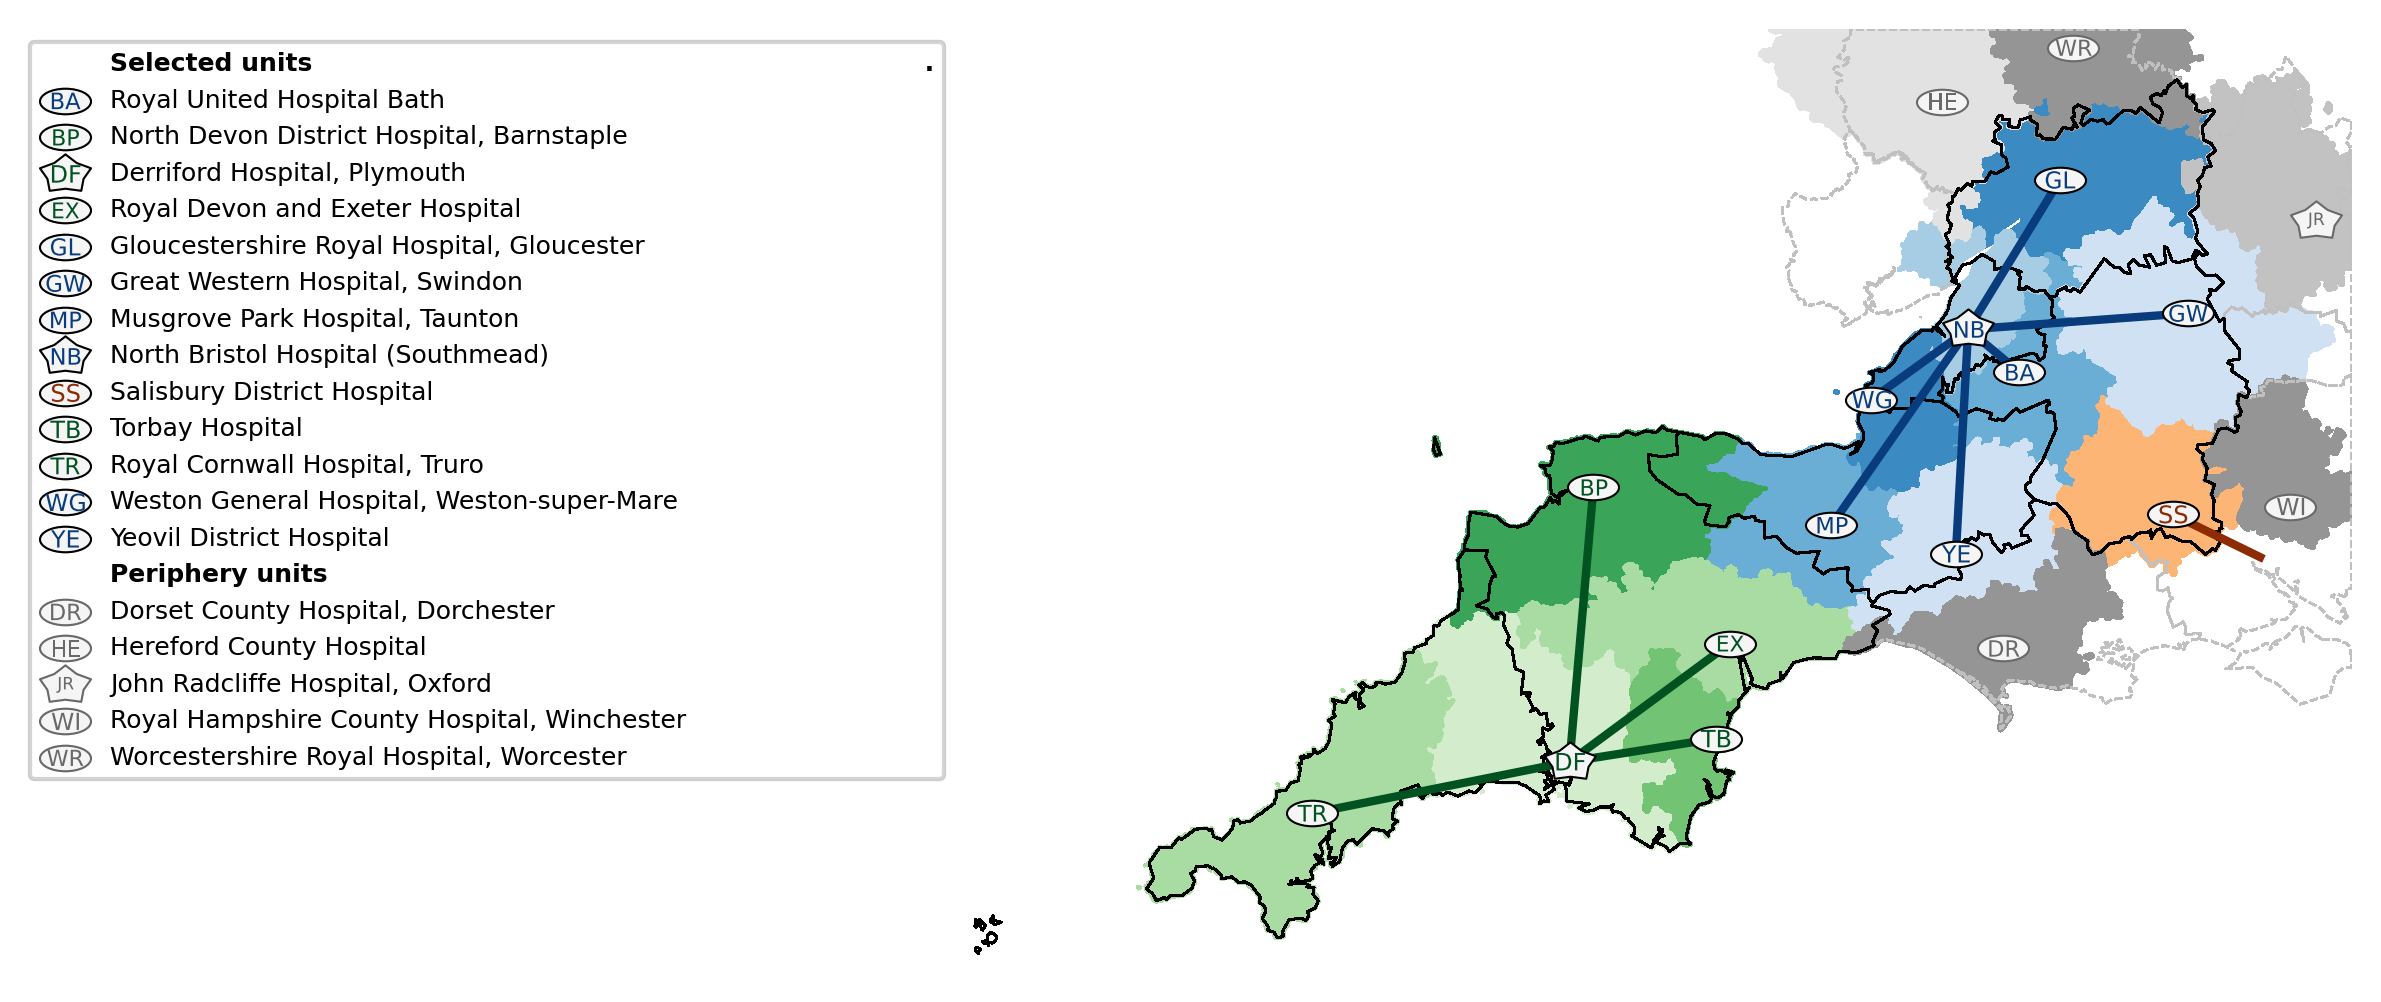 Selected units .
BA Royal United Hospital Bath
BP North Devon District Hospital, Barnstaple
DF Derriford Hospital, Plymouth
EX Royal Devon and Exeter Hospital
GL Gloucestershire Royal Hospital, Gloucester
GW Great Western Hospital, Swindon
MP Musgrove Park Hospital, Taunton
NB North Bristol Hospital (Southmead)
SS Salisbury District Hospital
TB Torbay Hospital
TR Royal Cornwall Hospital, Truro
WG Weston General Hospital, Weston-super-Mare
YE Yeovil District Hospital
Periphery units
DR Dorset County Hospital, Dorchester
HE Hereford County Hospital
JR John Radcliffe Hospital, Oxford
WI Royal Hampshire County Hospital, Winchester
WR Worcestershire Royal Hospital, Worcester
WR
HE
GL
JR
GW
NB
BA
WG
BP
WI
SS
MP
YE
EX
DR
TB
DF
TR